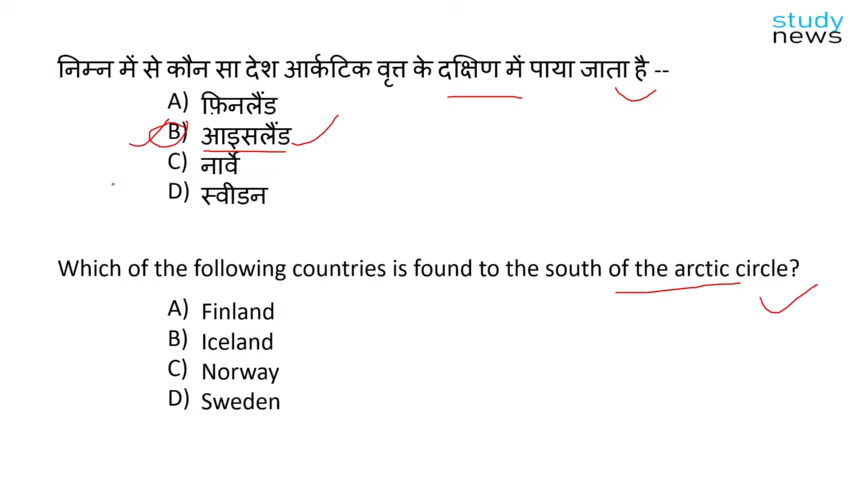 study
news
निम्न में से कौन सा देश आर्कटिक वृत्त के दक्षिण में पाया जाता है --
A) फ़िनलैंड
B) आइसलैंड
C) नार्वे
D) स्वीडन
Which of the following countries is found to the south of the arctic circle?
A) Finland
B) Iceland
C) Norway
D) Sweden